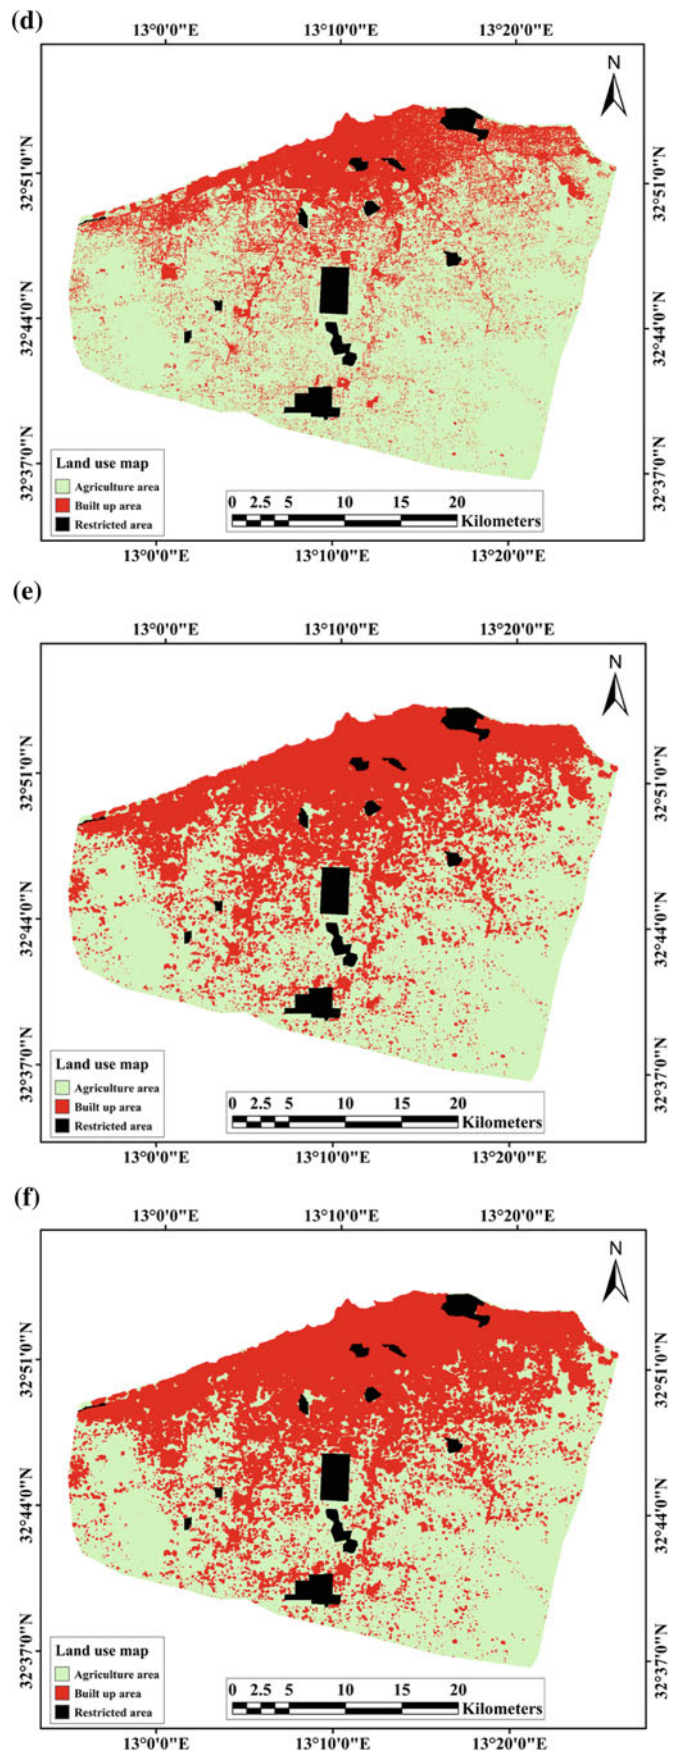 (d)
13°0'0"E 13°10'0"E 13°20'0"E
N
32°51'0"N 32°51'0"N
32°44'0"N 32°44'0"N
32°37'0"N 32°37'0"N
Land use map
Agriculture area
Built up area
Restricted area
0 2.5 5 10 15 20
Kilometers
13°0'0"E 13°10'0"E 13°20'0"E
(e)
13°0'0"E 13°10'0"E 13°20'0"E
N
32°51'0"N 32°51'0"N
32°44'0"N 32°44'0"N
32°37'0"N 32°37'0"N
Land use map
Agriculture area
Built up area
Restricted area
0 2.5 5 10 15 20
Kilometers
13°0'0"E 13°10'0"E 13°20'0"E
(f)
13°0'0"E 13°10'0"E 13°20'0"E
N
32°51'0"N 32°51'0"N
32°44'0"N 32°44'0"N
32°37'0"N 32°37'0"N
Land use map
Agriculture area
Built up area
Restricted area
0 2.5 5 10 15 20
Kilometers
13°0'0"E 13°10'0"E 13°20'0"E